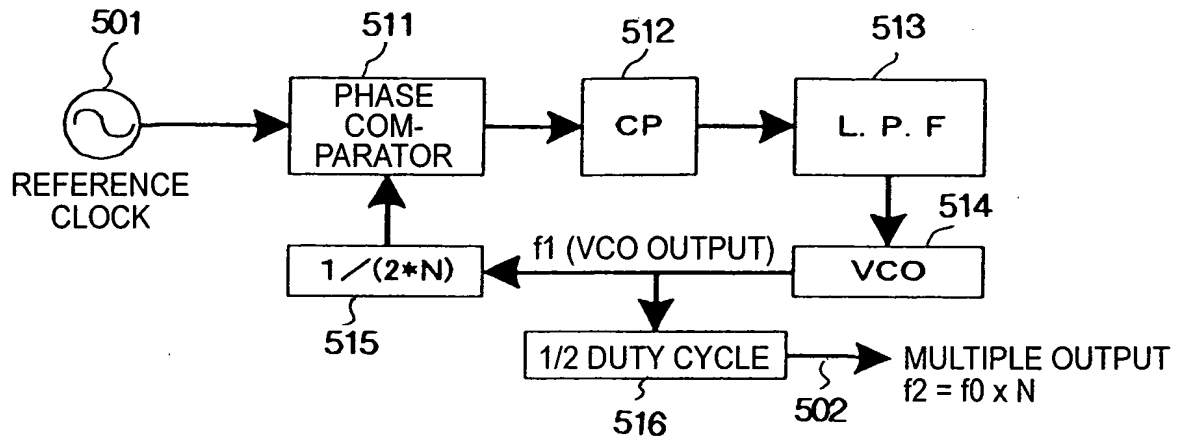 501
511
512
513
PHASE
COM-
PARATOR
CP
L. P. F
REFERENCE
CLOCK
514
f1 (VCO OUTPUT)
1/(2*N)
VCO
515
1/2 DUTY CYCLE
MULTIPLE OUTPUT
f2 = f0 x N
516
502